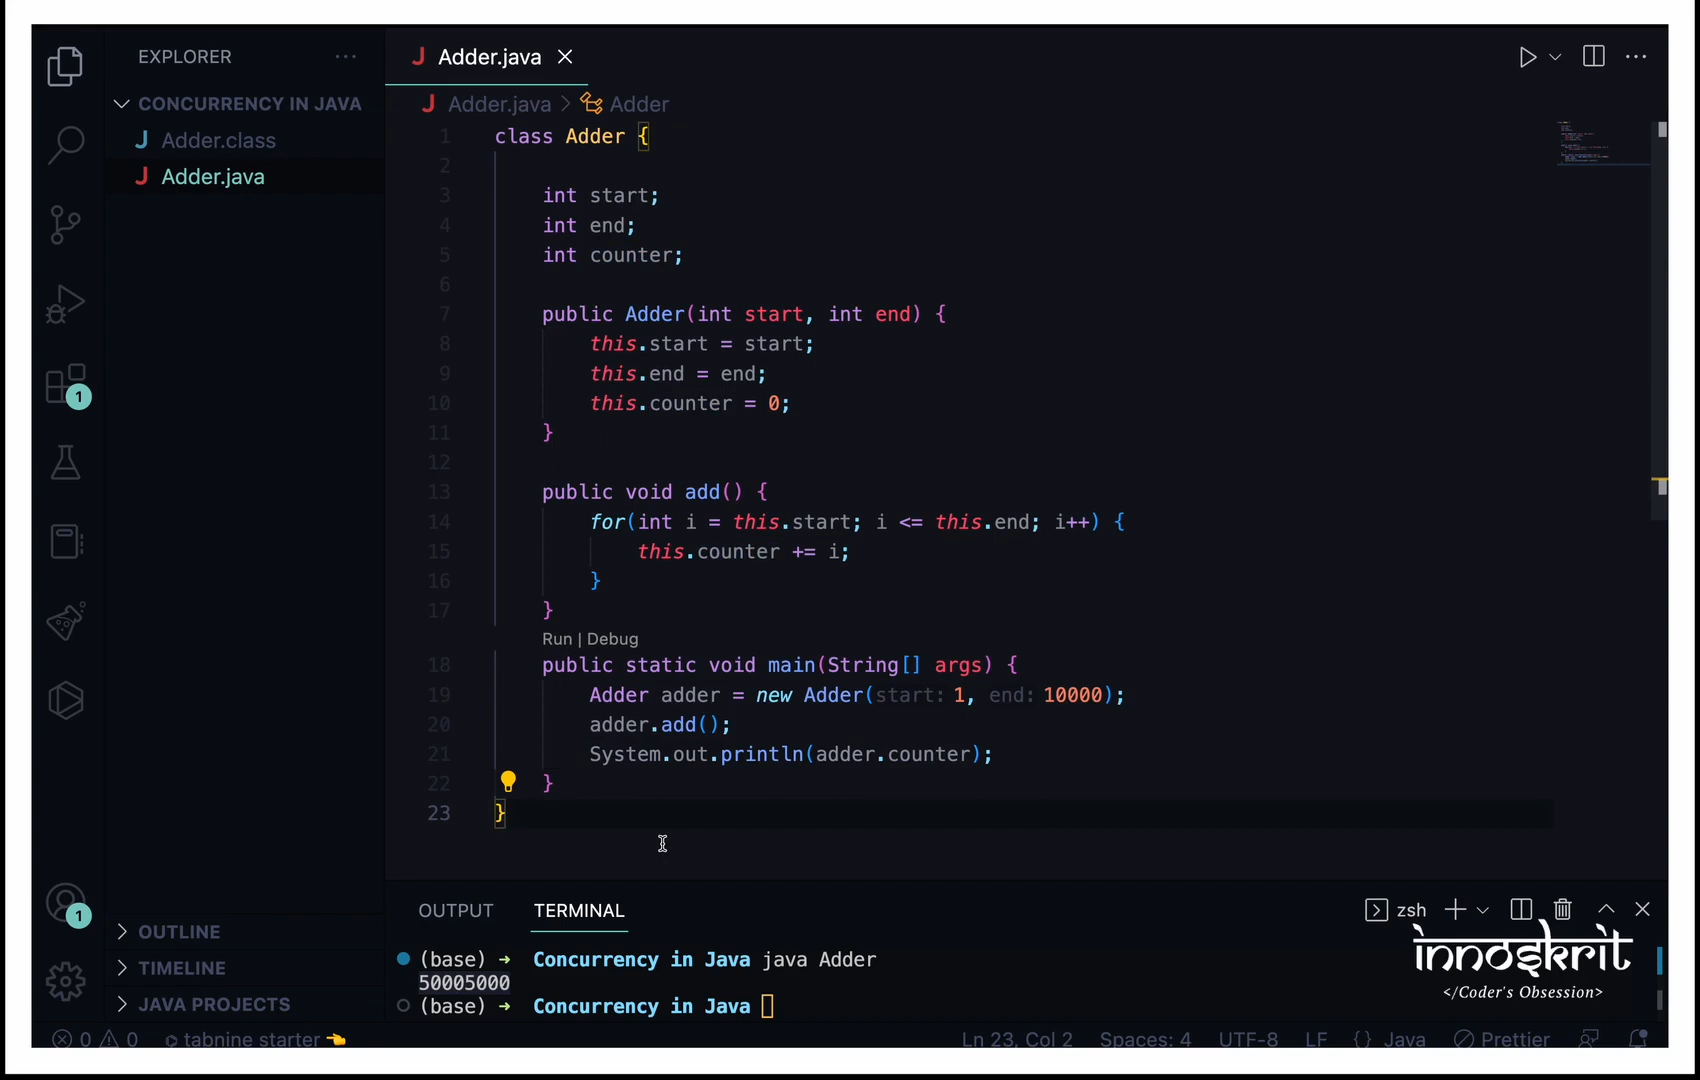 EXPLORER
CONCURRENCY IN JAVA
J Adder.class
J Adder.java
1
1
OUTLINE
TIMELINE
JAVA PROJECTS
J Adder.java
J Adder.java > Adder
1 class Adder {
2
3 int start;
4 int end;
5 int counter;
6
7 public Adder(int start, int end) {
8 this.start = start;
9 this.end = end;
10 this.counter = 0;
11 }
12
13 public void add() {
14 for(int i = this.start; i <= this.end; i++) {
15 this.counter += i;
16 }
17 }
Run | Debug
18 public static void main(String[] args) {
19 Adder adder = new Adder(start: 1, end: 10000);
20 adder.add();
21 System.out.println(adder.counter);
22 }
23 }
OUTPUT TERMINAL
zsh
(base) → Concurrency in Java java Adder
50005000
(base) → Concurrency in Java
innoskrit
</Coder's Obsession>
0 0 tabnine starter Ln 23, Col 2 Spaces: 4 UTF-8 LF {} Java Prettier